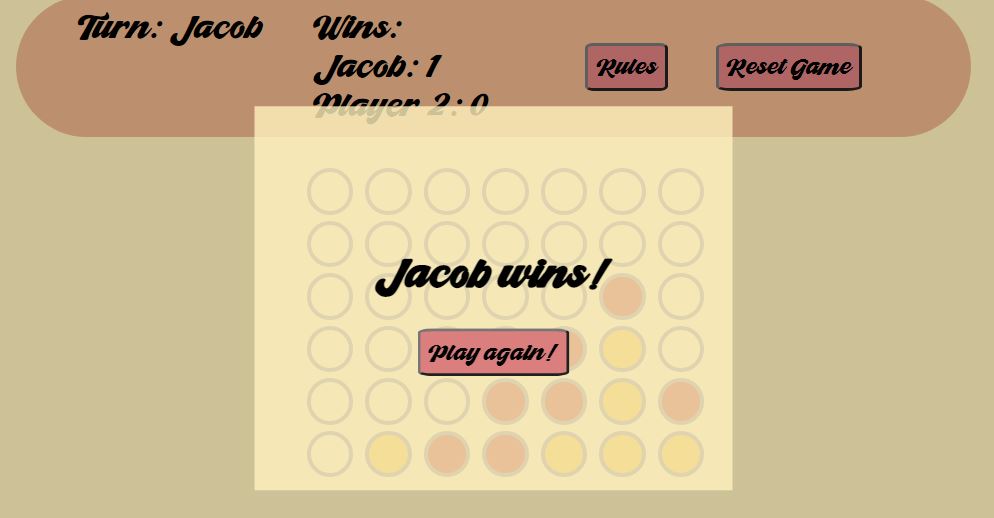 Turn: Jacob
Wins:
Jacob: 1
Player 2: 0
Rules
Reset Game
Jacob wins!
Play again!